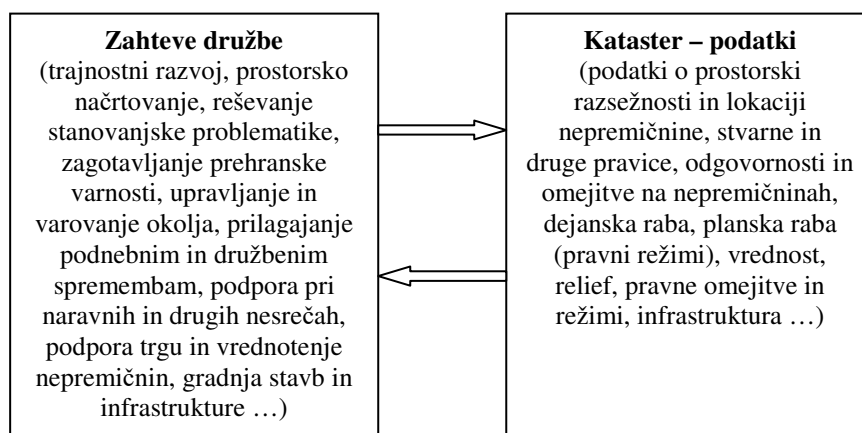 Zahteve družbe
(trajnostni razvoj, prostorsko
načrtovanje, reševanje
stanovanjske problematike,
zagotavljanje prehranske
varnosti, upravljanje in
varovanje okolja, prilagajanje
podnebnim in družbenim
spremembam, podpora pri
naravnih in drugih nesrečah,
podpora trgu in vrednotenje
nepremičnin, gradnja stavb in
infrastrukture …)
Kataster – podatki
(podatki o prostorski
razsežnosti in lokaciji
nepremičnine, stvarne in
druge pravice, odgovornosti in
omejitve na nepremičninah,
dejanska raba, planska raba
(pravni režimi), vrednost,
relief, pravne omejitve in
režimi, infrastruktura …)